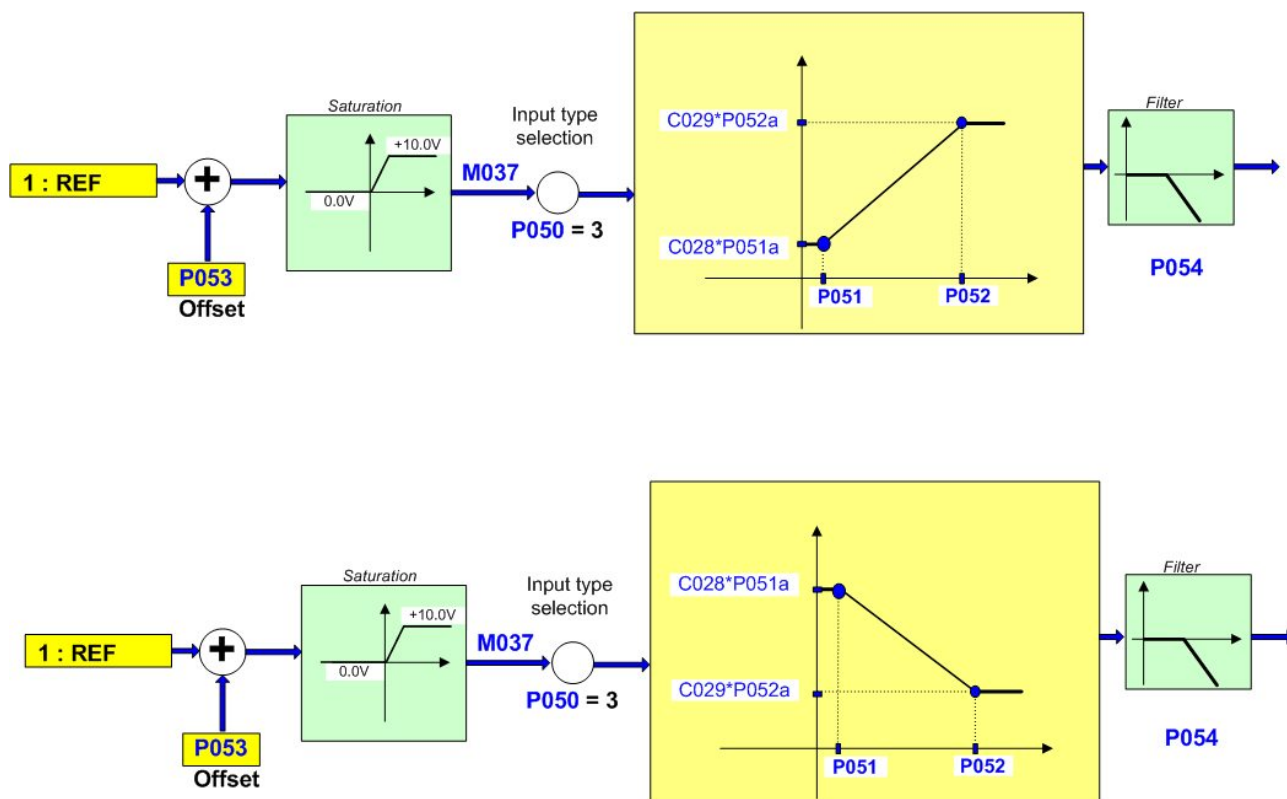 Saturation
Input type
selection
Filter
+10.0V
0.0V
1 : REF
+
M037
P050 = 3
P053
Offset
C029*P052a
C028*P051a
P051
P052
P054
Saturation
Input type
selection
Filter
+10.0V
0.0V
1 : REF
+
M037
P050 = 3
P053
Offset
C028*P051a
C029*P052a
P051
P052
P054